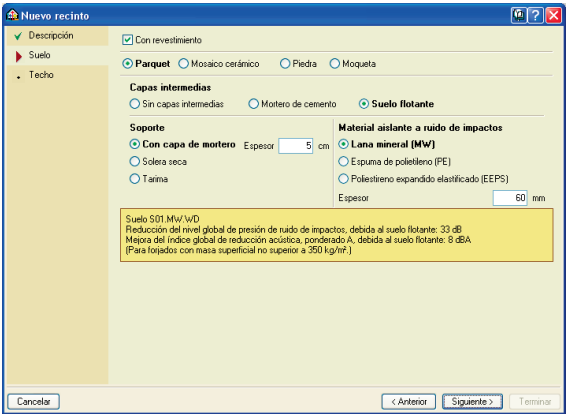 Nuevo recinto
Descripción
Suelo
Techo
Con revestimiento
Parquet Mosaico cerámico Piedra Moqueta
Capas intermedias
Sin capas intermedias Mortero de cemento Suelo flotante
Soporte
Con capa de mortero Espesor 5 cm
Solera seca
Tarima
Material aislante a ruido de impactos
Lana mineral (MW)
Espuma de polietileno (PE)
Poliestireno expandido elastificado (EEPS)
Espesor 60 mm
Suelo S01.MW.WD
Reducción del nivel global de presión de ruido de impactos, debida al suelo flotante: 33 dB
Mejora del índice global de reducción acústica, ponderado A, debida al suelo flotante: 8 dBA
(Para forjados con masa superficial no superior a 350 kg/m².)
Cancelar < Anterior Siguiente > Terminar